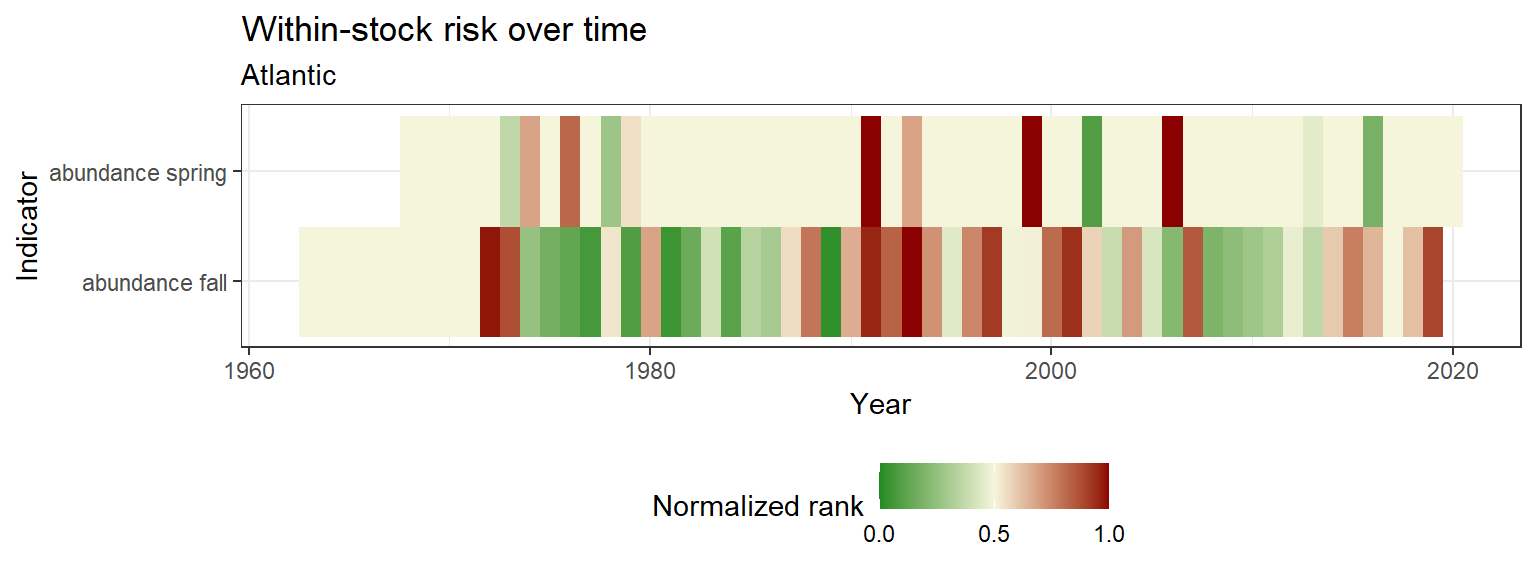 Within-stock risk over time
Atlantic
Indicator
abundance spring
abundance fall
1960 1980 2000 2020
Year
Normalized rank
0.0 0.5 1.0